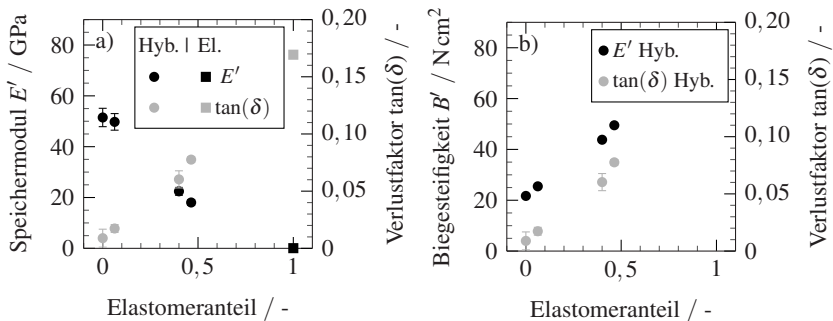 a)
Hyb. | El.
E′
tan(δ)
Speichermodul E′ / GPa
80
60
40
20
0
0,20
0,15
0,10
0,05
0
Verlustfaktor tan(δ) / -
0
0,5
1
Elastomeranteil / -
b)
E′ Hyb.
tan(δ) Hyb.
Biegesteifigkeit B′ / N cm²
80
60
40
20
0
0,20
0,15
0,10
0,05
0
Verlustfaktor tan(δ) / -
0
0,5
1
Elastomeranteil / -